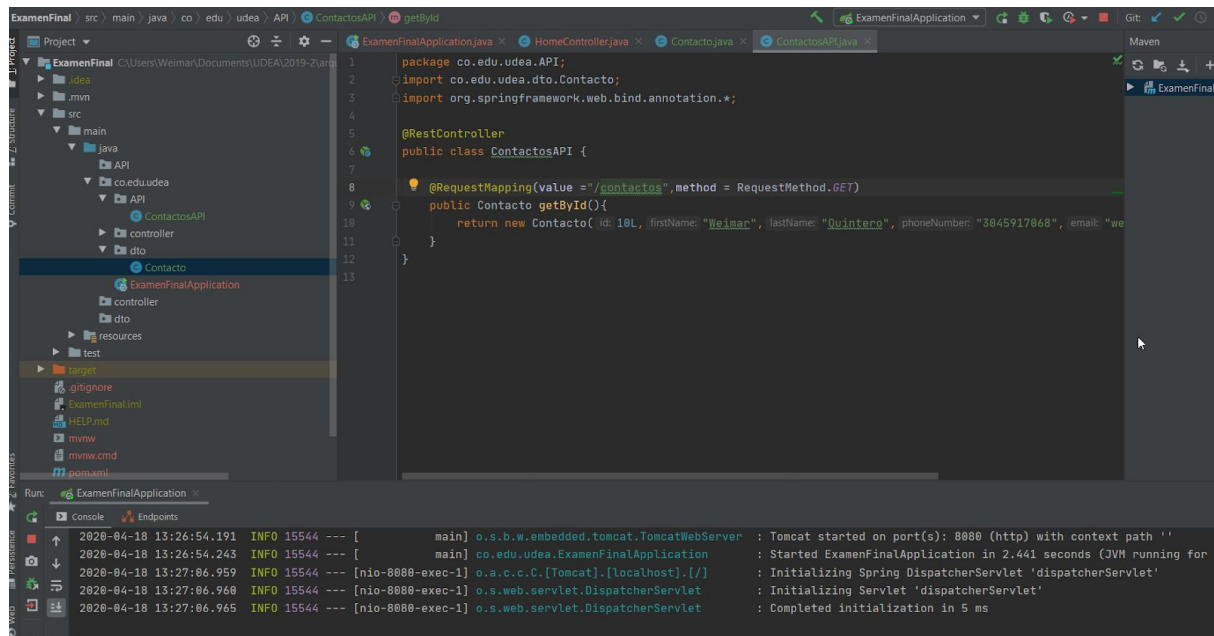 ExamenFinal > src > main > java > co > edu > udea > API > ContactosAPI > getById
ExamenFinalApplication
Git:
Project
ExamenFinalApplication.java
HomeController.java
Contacto.java
ContactosAPI.java
Maven
1: Project
ExamenFinal C:\Users\Weimar\Documents\UDEA\2019-2\arqu
.idea
.mvn
src
main
java
API
co.edu.udea
API
ContactosAPI
controller
dto
Contacto
ExamenFinalApplication
controller
dto
resources
test
target
.gitignore
ExamenFinal.iml
HELP.md
mvnw
mvnw.cmd
pom.xml
Structure
Commit
2: Favorites
Persistence
Web
1 package co.edu.udea.API;
2 import co.edu.udea.dto.Contacto;
3 import org.springframework.web.bind.annotation.*;
4
5 @RestController
6 public class ContactosAPI {
7
8 @RequestMapping(value ="/contactos",method = RequestMethod.GET)
9 public Contacto getById(){
10 return new Contacto( id: 10L, firstName: "Weimar", lastName: "Quintero", phoneNumber: "3045917068", email: "we
11 }
12 }
13
ExamenFinal
Run: ExamenFinalApplication
Console
Endpoints
2020-04-18 13:26:54.191 INFO 15544 --- [ main] o.s.b.w.embedded.tomcat.TomcatWebServer : Tomcat started on port(s): 8080 (http) with context path ''
2020-04-18 13:26:54.243 INFO 15544 --- [ main] co.edu.udea.ExamenFinalApplication : Started ExamenFinalApplication in 2.441 seconds (JVM running for
2020-04-18 13:27:06.959 INFO 15544 --- [nio-8080-exec-1] o.a.c.c.C.[Tomcat].[localhost].[/] : Initializing Spring DispatcherServlet 'dispatcherServlet'
2020-04-18 13:27:06.960 INFO 15544 --- [nio-8080-exec-1] o.s.web.servlet.DispatcherServlet : Initializing Servlet 'dispatcherServlet'
2020-04-18 13:27:06.965 INFO 15544 --- [nio-8080-exec-1] o.s.web.servlet.DispatcherServlet : Completed initialization in 5 ms